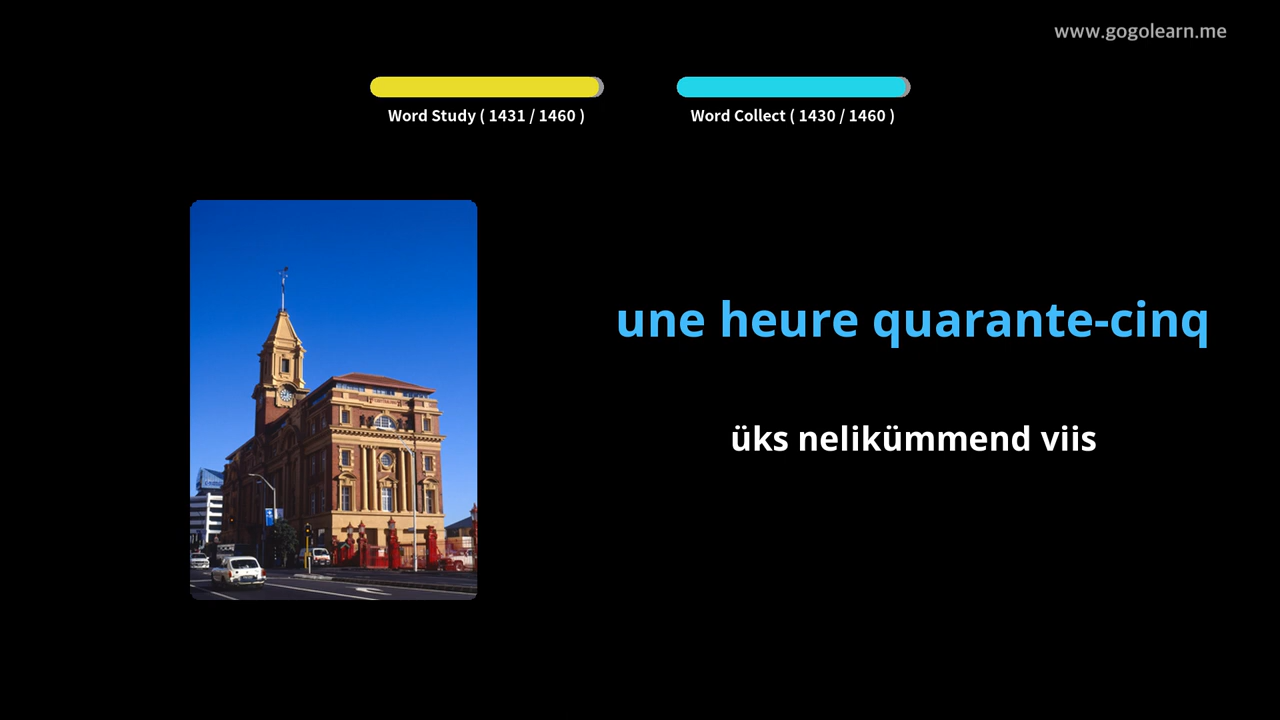 www.gogolearn.me
Word Study ( 1431 / 1460 )
Word Collect ( 1430 / 1460 )
une heure quarante-cinq
üks nelikümmend viis